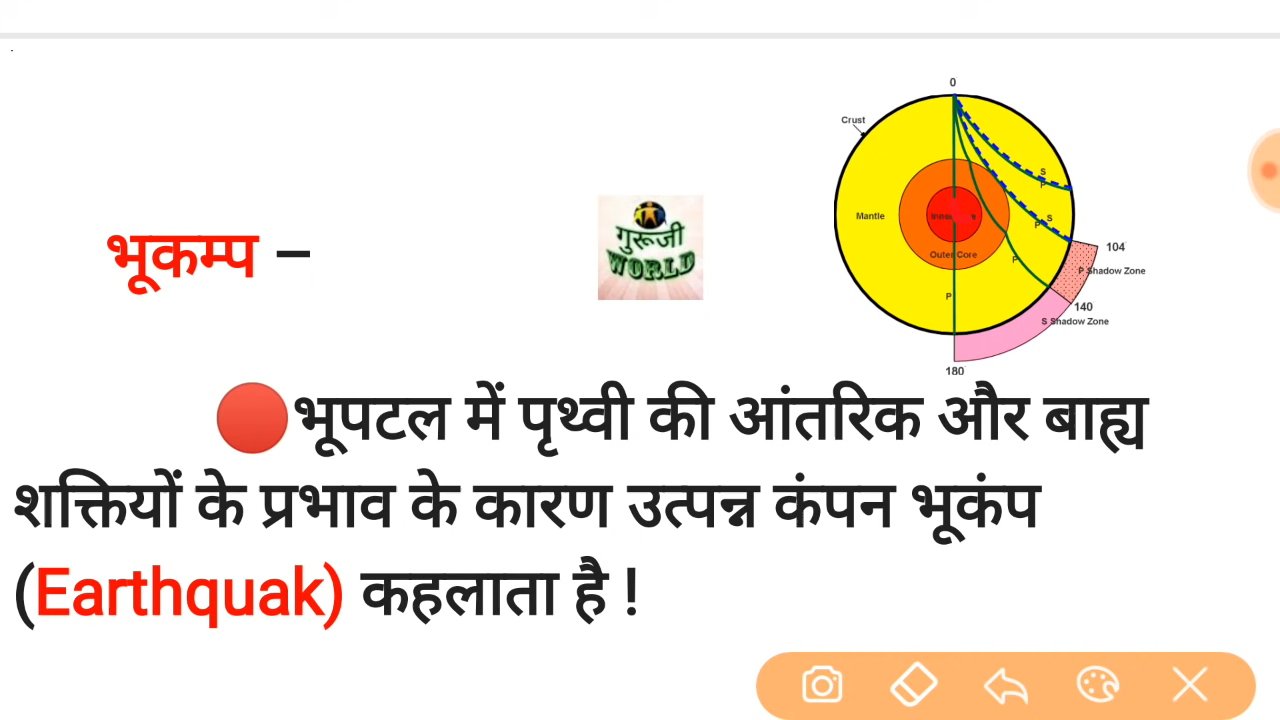 0
Crust
S
P
Mantle
S
P
Outer Core
P
P
104
P Shadow Zone
140
S Shadow Zone
180
गुरूजी
WORLD
भूकम्प –
🔴भूपटल में पृथ्वी की आंतरिक और बाह्य
शक्तियों के प्रभाव के कारण उत्पन्न कंपन भूकंप
(Earthquak) कहलाता है !